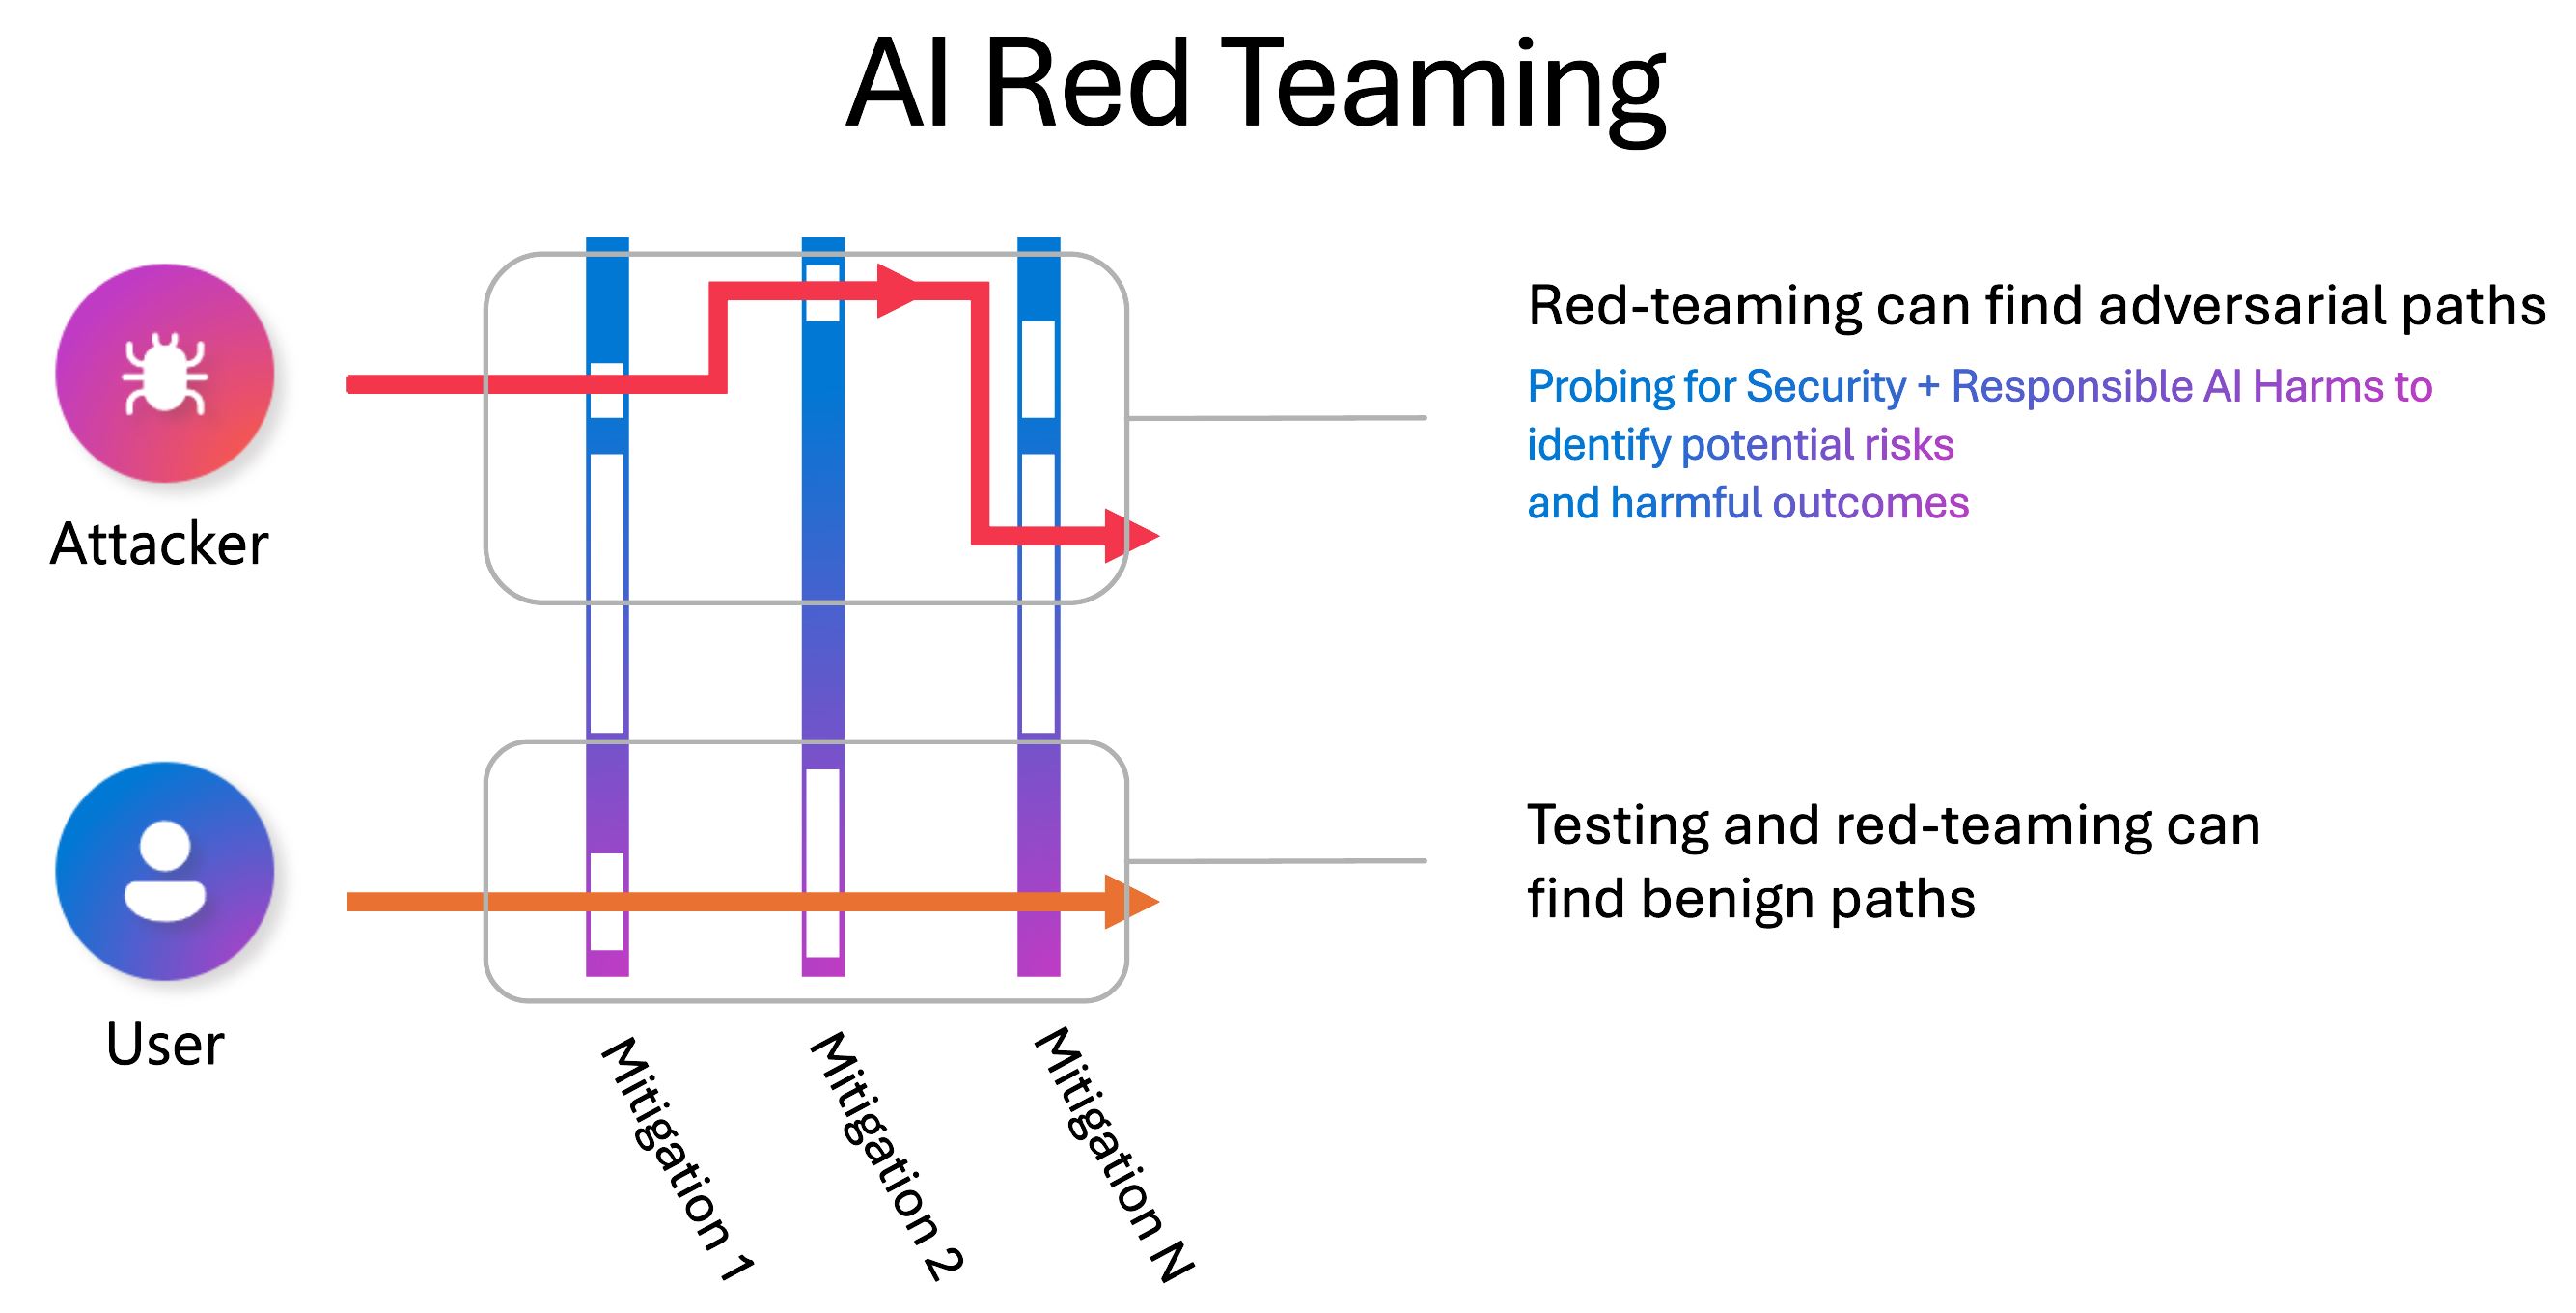 AI Red Teaming
Attacker
Red-teaming can find adversarial paths
Probing for Security + Responsible AI Harms to
identify potential risks
and harmful outcomes
User
Testing and red-teaming can
find benign paths
Mitigation 1
Mitigation 2
Mitigation N